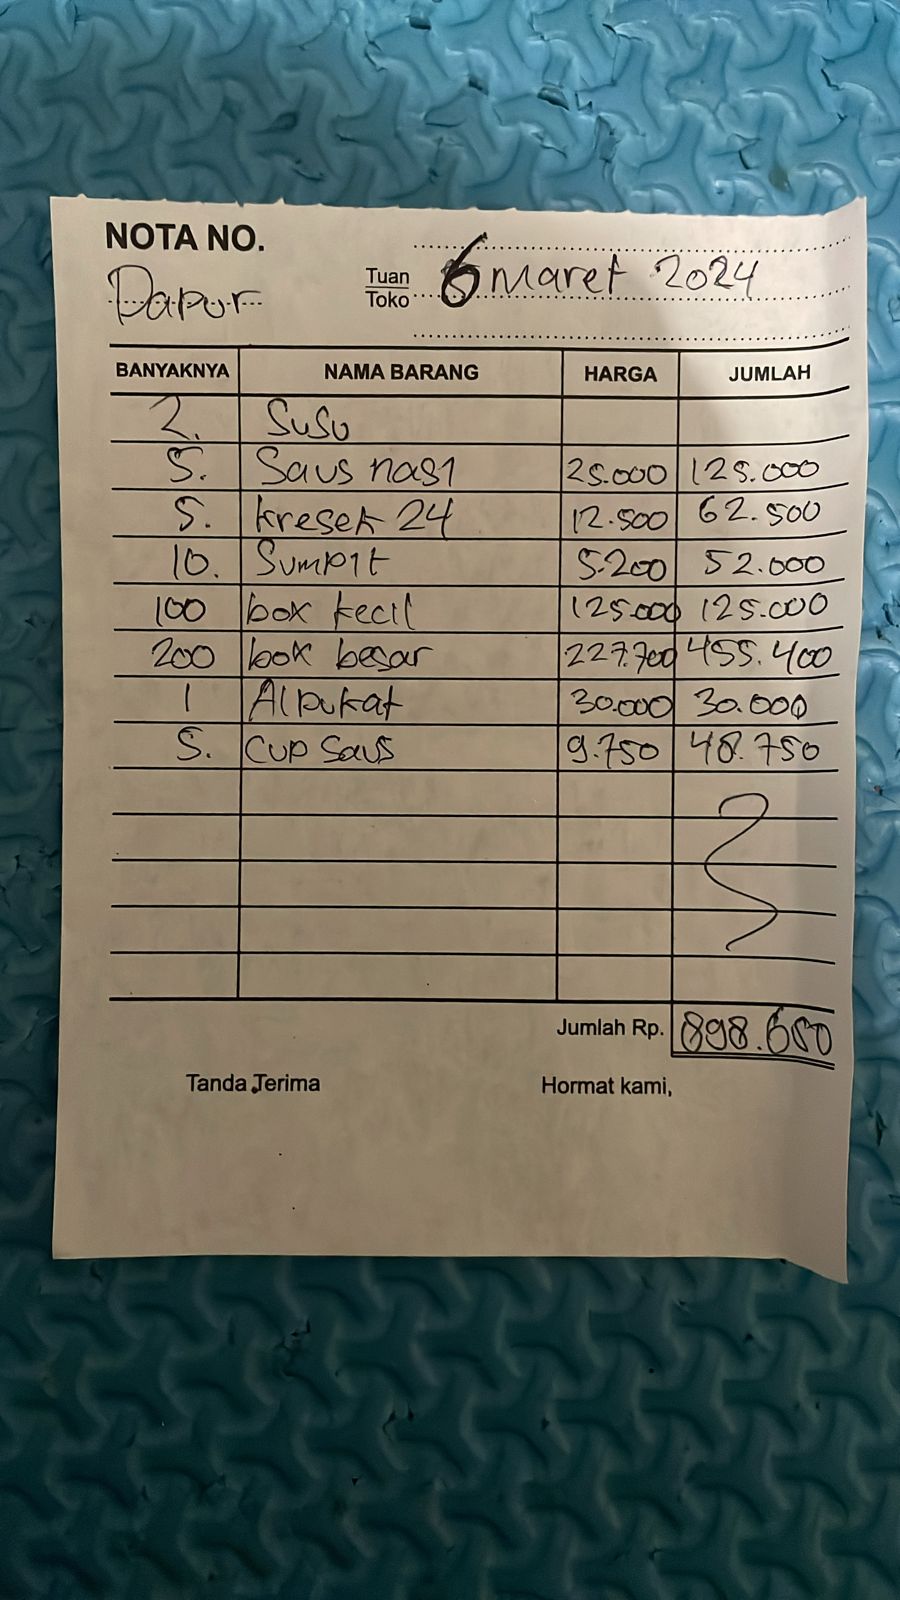 NOTA NO.
Dapur
Tuan
Toko
6 Maret 2024
BANYAKNYA NAMA BARANG HARGA JUMLAH
2. Susu
5. Saus nasi 25.000 125.000
5. kresek 24 12.500 62.500
10. Sumpit 5.200 52.000
100 box kecil 125.000 125.000
200 box besar 227.700 455.400
1 Alpukat 30.000 30.000
5. Cup Saus 9.750 48.750
Jumlah Rp. 898.650
Tanda Terima Hormat kami,